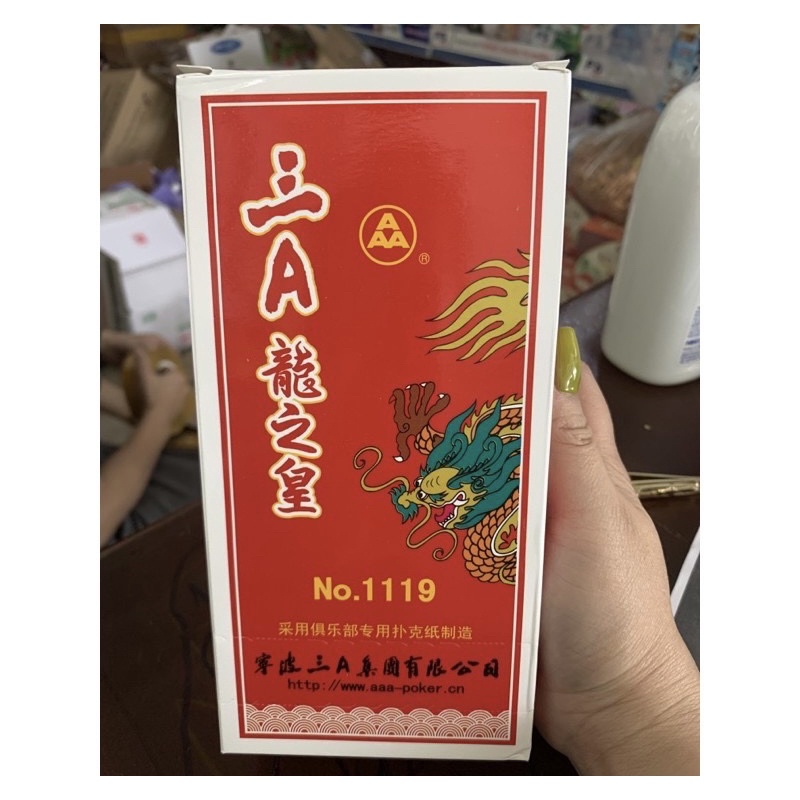 三A龍之皇
A
AAA
®
No.1119
采用俱乐部专用扑克纸制造
寧波三A集團有限公司
http://www.aaa-poker.cn